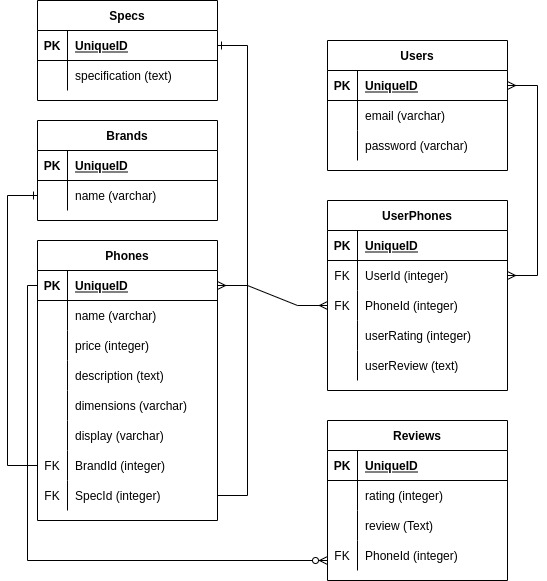 Specs
PK UniqueID
specification (text)
Brands
PK UniqueID
name (varchar)
Phones
PK UniqueID
name (varchar)
price (integer)
description (text)
dimensions (varchar)
display (varchar)
FK BrandId (integer)
FK SpecId (integer)
Users
PK UniqueID
email (varchar)
password (varchar)
UserPhones
PK UniqueID
FK UserId (integer)
FK PhoneId (integer)
userRating (integer)
userReview (text)
Reviews
PK UniqueID
rating (integer)
review (Text)
FK PhoneId (integer)